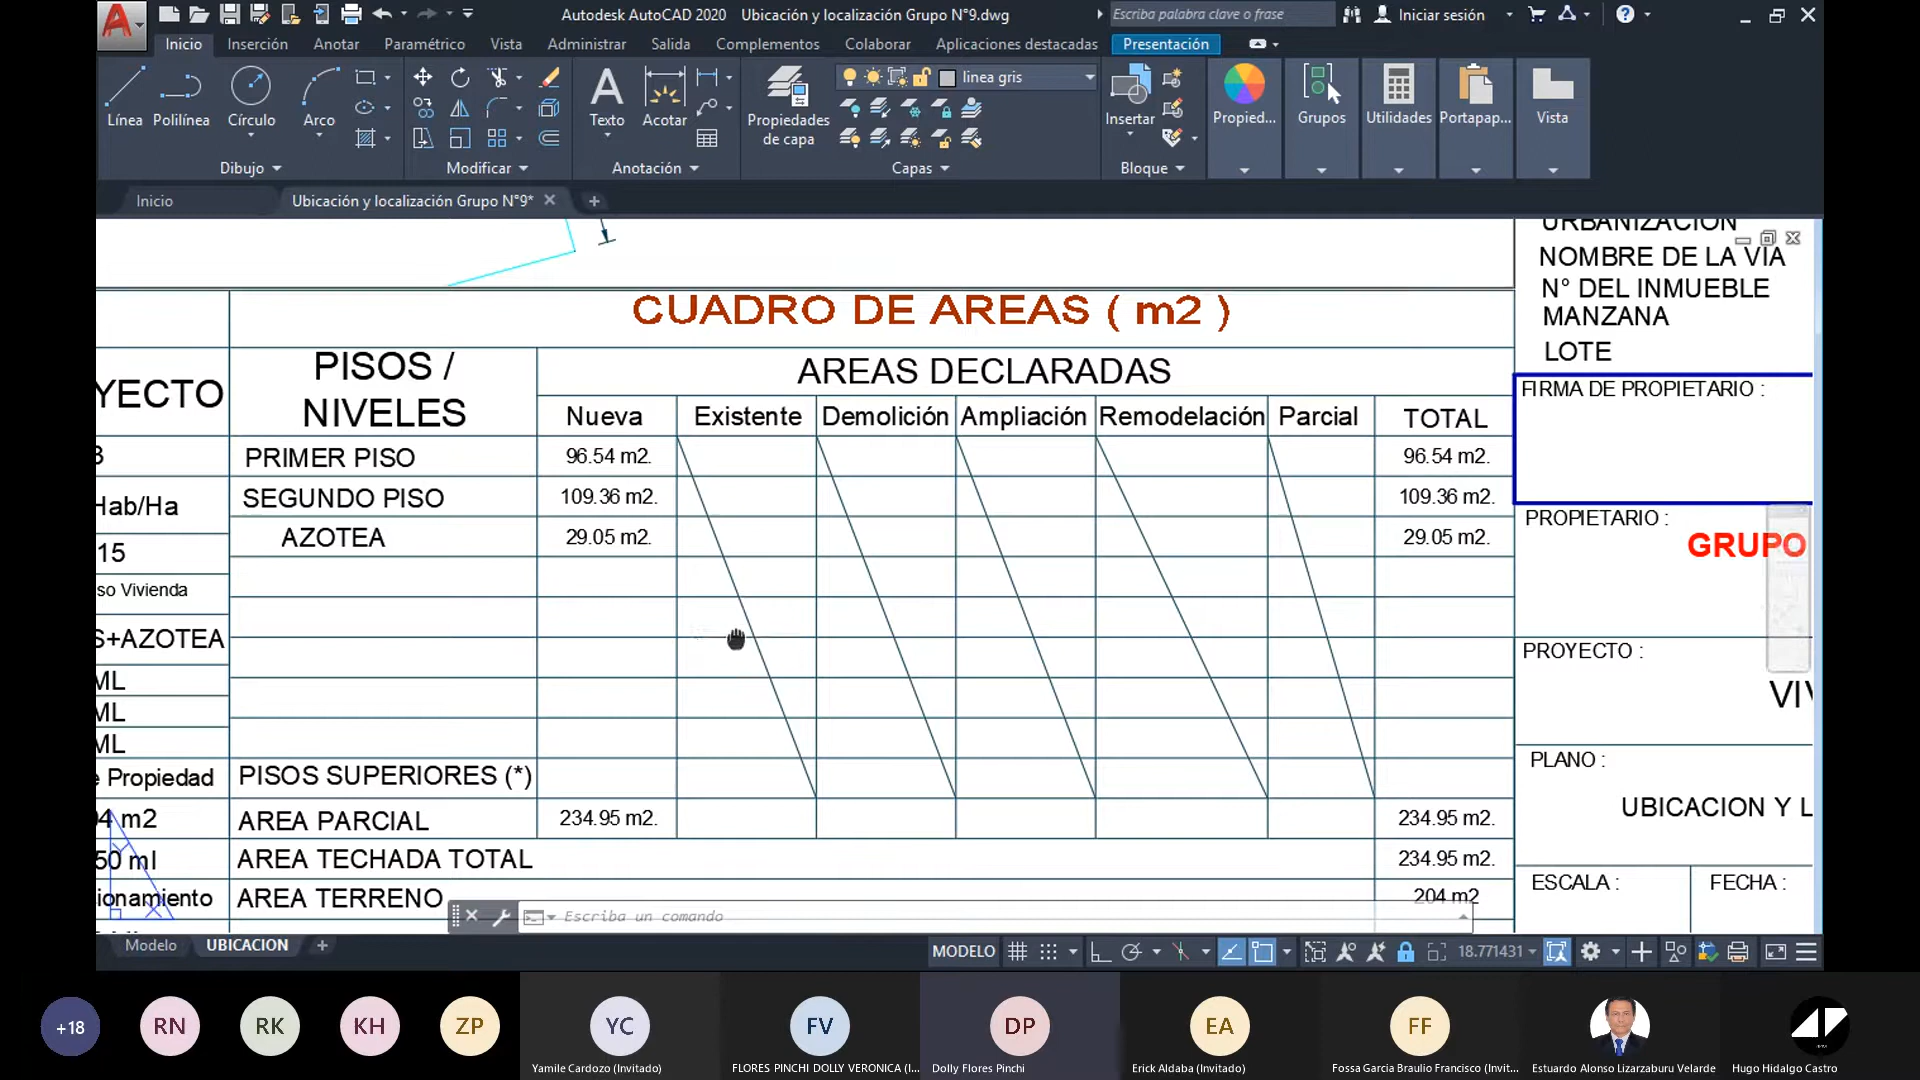 Autodesk AutoCAD 2020 Ubicación y localización Grupo N°9.dwg
Escriba palabra clave o frase
Iniciar sesión
Inicio Inserción Anotar Paramétrico Vista Administrar Salida Complementos Colaborar Aplicaciones destacadas Presentación
linea gris
Línea Polilínea Círculo Arco
Texto Acotar
Propiedades
de capa
Insertar
Propied... Grupos Utilidades Portapap... Vista
Dibujo Modificar Anotación Capas Bloque
Inicio Ubicación y localización Grupo N°9*
URBANIZACION
NOMBRE DE LA VIA
N° DEL INMUEBLE
MANZANA
LOTE
FIRMA DE PROPIETARIO :
PROPIETARIO :
GRUPO
PROYECTO :
VIV
PLANO :
UBICACION Y L
ESCALA : FECHA :
CUADRO DE AREAS ( m2 )
PISOS /
NIVELES
AREAS DECLARADAS
Nueva Existente Demolición Ampliación Remodelación Parcial TOTAL
PRIMER PISO 96.54 m2. 96.54 m2.
SEGUNDO PISO 109.36 m2. 109.36 m2.
AZOTEA 29.05 m2. 29.05 m2.
PISOS SUPERIORES (*)
AREA PARCIAL 234.95 m2. 234.95 m2.
AREA TECHADA TOTAL 234.95 m2.
AREA TERRENO 204 m2
YECTO
Hab/Ha
15
so Vivienda
S+AZOTEA
ML
ML
ML
e Propiedad
04 m2
50 ml
cionamiento
Escriba un comando
Modelo UBICACION
MODELO 18.771431
+18 RN RK KH ZP YC FV DP EA FF
Yamile Cardozo (Invitado) FLORES PINCHI DOLLY VERONICA (I... Dolly Flores Pinchi Erick Aldaba (Invitado) Fossa Garcia Braulio Francisco (Invit... Estuardo Alonso Lizarzaburu Velarde Hugo Hidalgo Castro